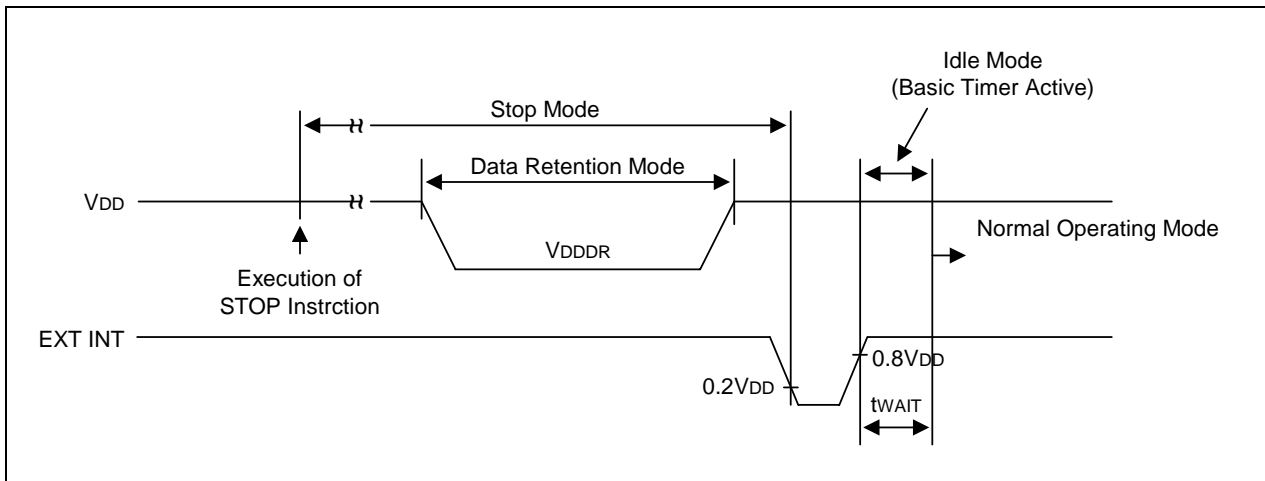 Idle Mode
(Basic Timer Active)
Stop Mode
Data Retention Mode
VDD
Normal Operating Mode
VDDDR
Execution of
STOP Instrction
EXT INT
0.8VDD
0.2VDD
tWAIT